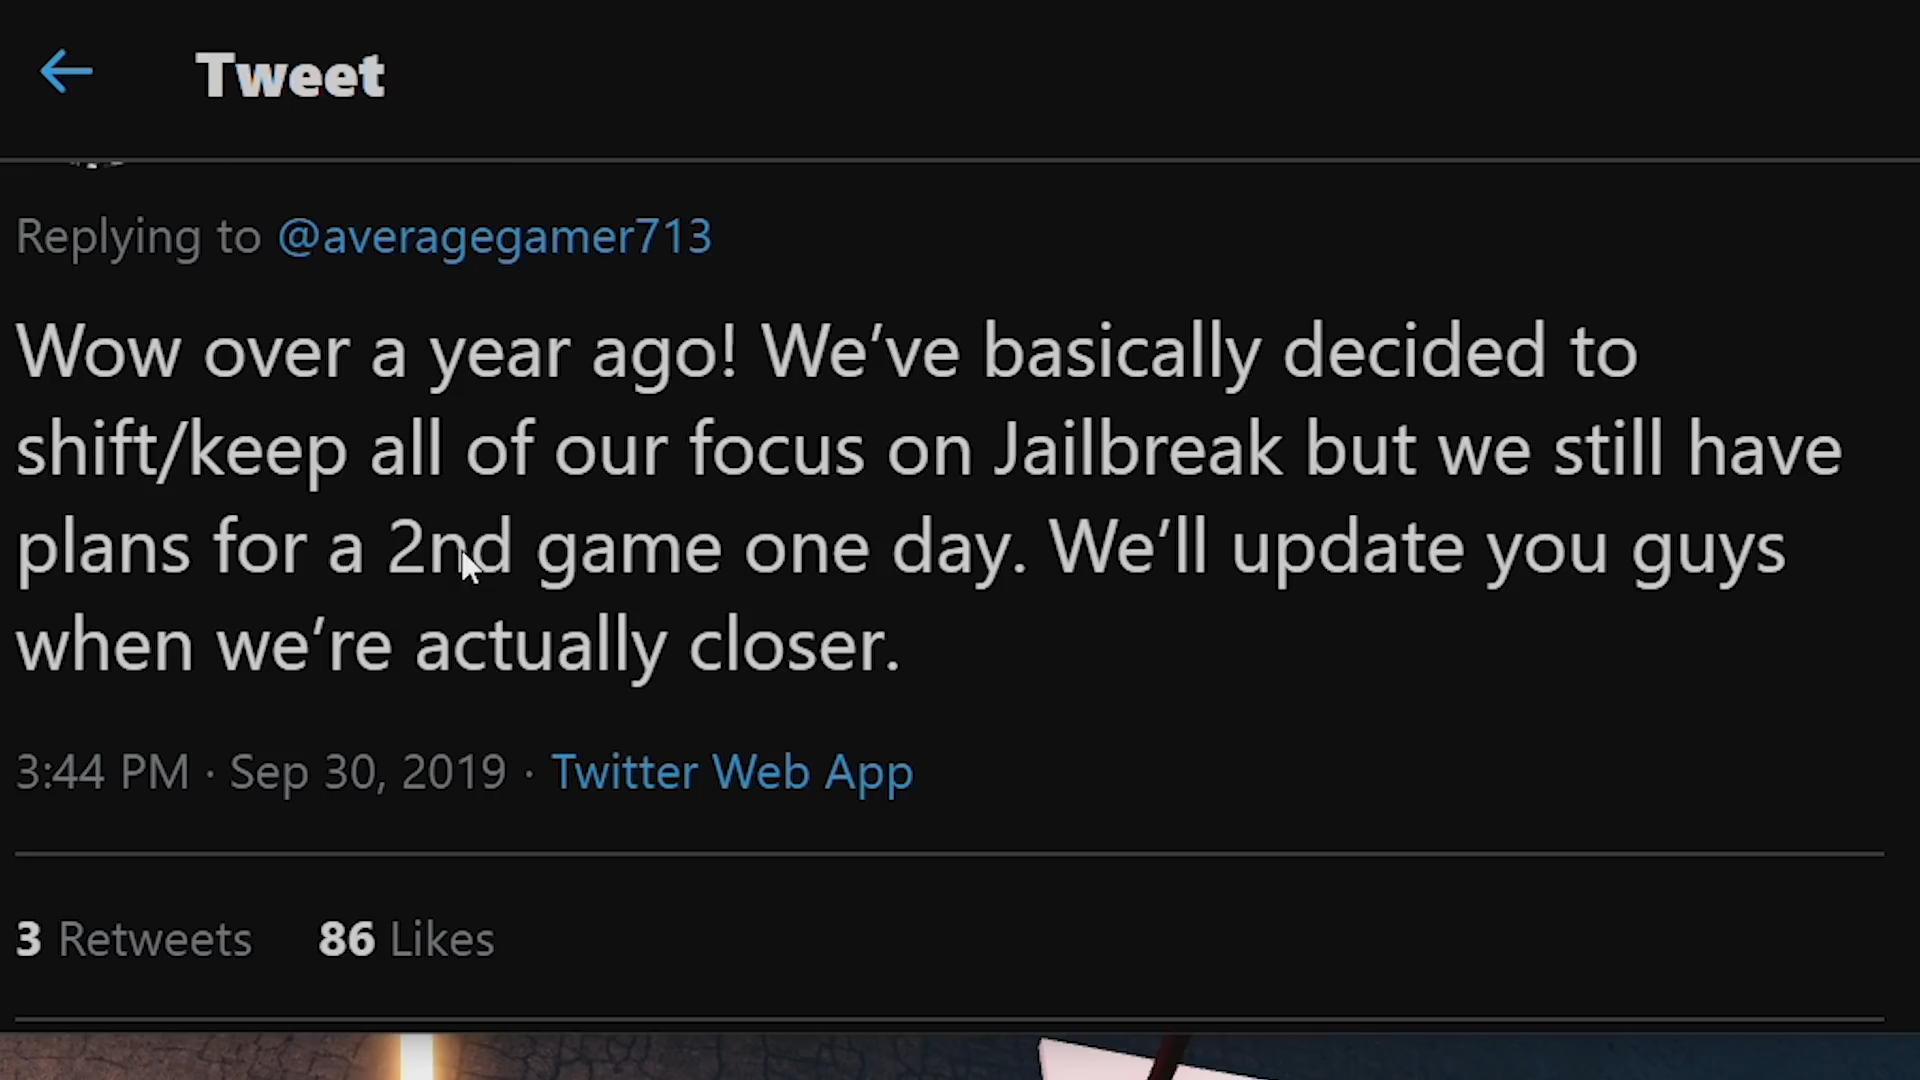 Tweet
Replying to @averagegamer713
Wow over a year ago! We’ve basically decided to
shift/keep all of our focus on Jailbreak but we still have
plans for a 2nd game one day. We’ll update you guys
when we’re actually closer.
3:44 PM · Sep 30, 2019 · Twitter Web App
3 Retweets 86 Likes